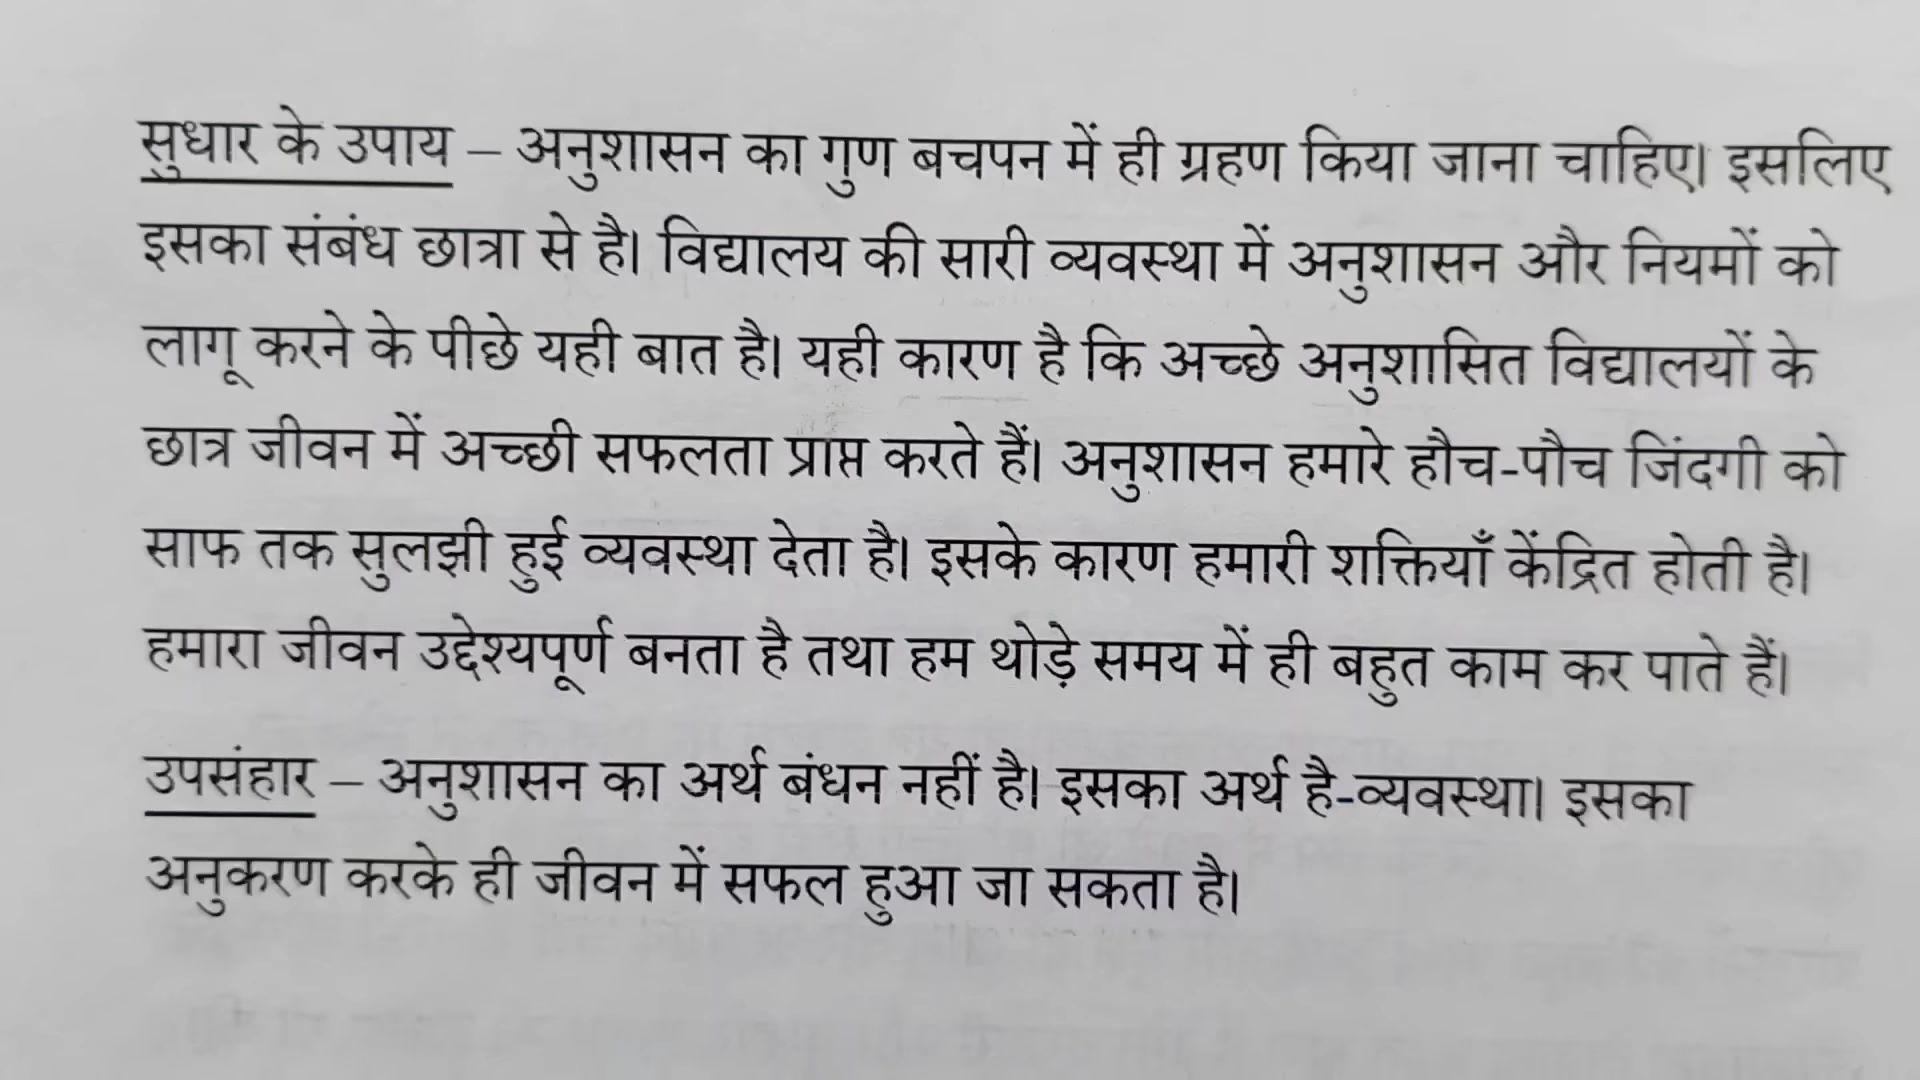 सुधार के उपाय – अनुशासन का गुण बचपन में ही ग्रहण किया जाना चाहिए। इसलिए
इसका संबंध छात्रा से है। विद्यालय की सारी व्यवस्था में अनुशासन और नियमों को
लागू करने के पीछे यही बात है। यही कारण है कि अच्छे अनुशासित विद्यालयों के
छात्र जीवन में अच्छी सफलता प्राप्त करते हैं। अनुशासन हमारे हौच-पौच जिंदगी को
साफ तक सुलझी हुई व्यवस्था देता है। इसके कारण हमारी शक्तियाँ केंद्रित होती है।
हमारा जीवन उद्देश्यपूर्ण बनता है तथा हम थोड़े समय में ही बहुत काम कर पाते हैं।
उपसंहार – अनुशासन का अर्थ बंधन नहीं है। इसका अर्थ है-व्यवस्था। इसका
अनुकरण करके ही जीवन में सफल हुआ जा सकता है।